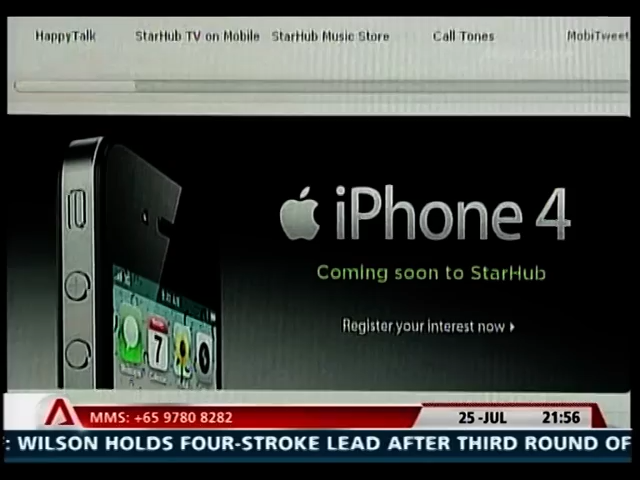 HappyTalk StarHub TV on Mobile StarHub Music Store Call Tones MobiTweet
iPhone 4
Coming soon to StarHub
Register your interest now
7
MMS: +65 9780 8282 25 -JUL 21:56
: WILSON HOLDS FOUR-STROKE LEAD AFTER THIRD ROUND OF